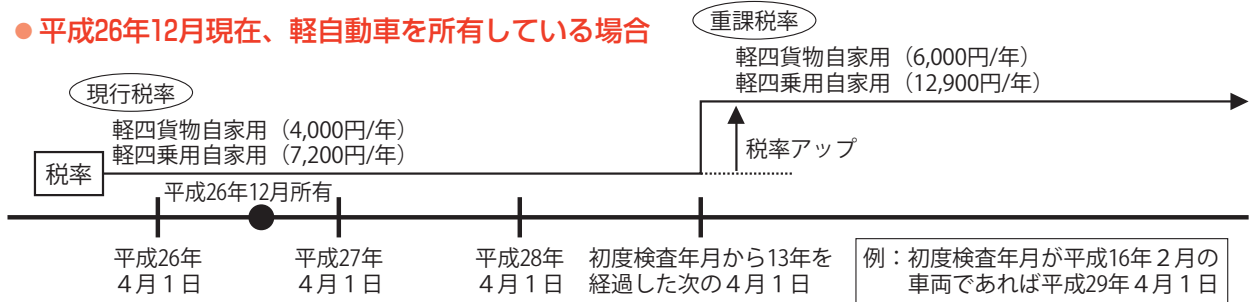 ● 平成26年12月現在、軽自動車を所有している場合
重課税率
軽四貨物自家用（6,000円/年）
軽四乗用自家用（12,900円/年）
現行税率
軽四貨物自家用（4,000円/年）
軽四乗用自家用（7,200円/年）
税率アップ
税率
平成26年12月所有
平成26年
４月１日
平成27年
４月１日
平成28年
４月１日
初度検査年月から13年を
経過した次の４月１日
例：初度検査年月が平成16年２月の
車両であれば平成29年４月１日